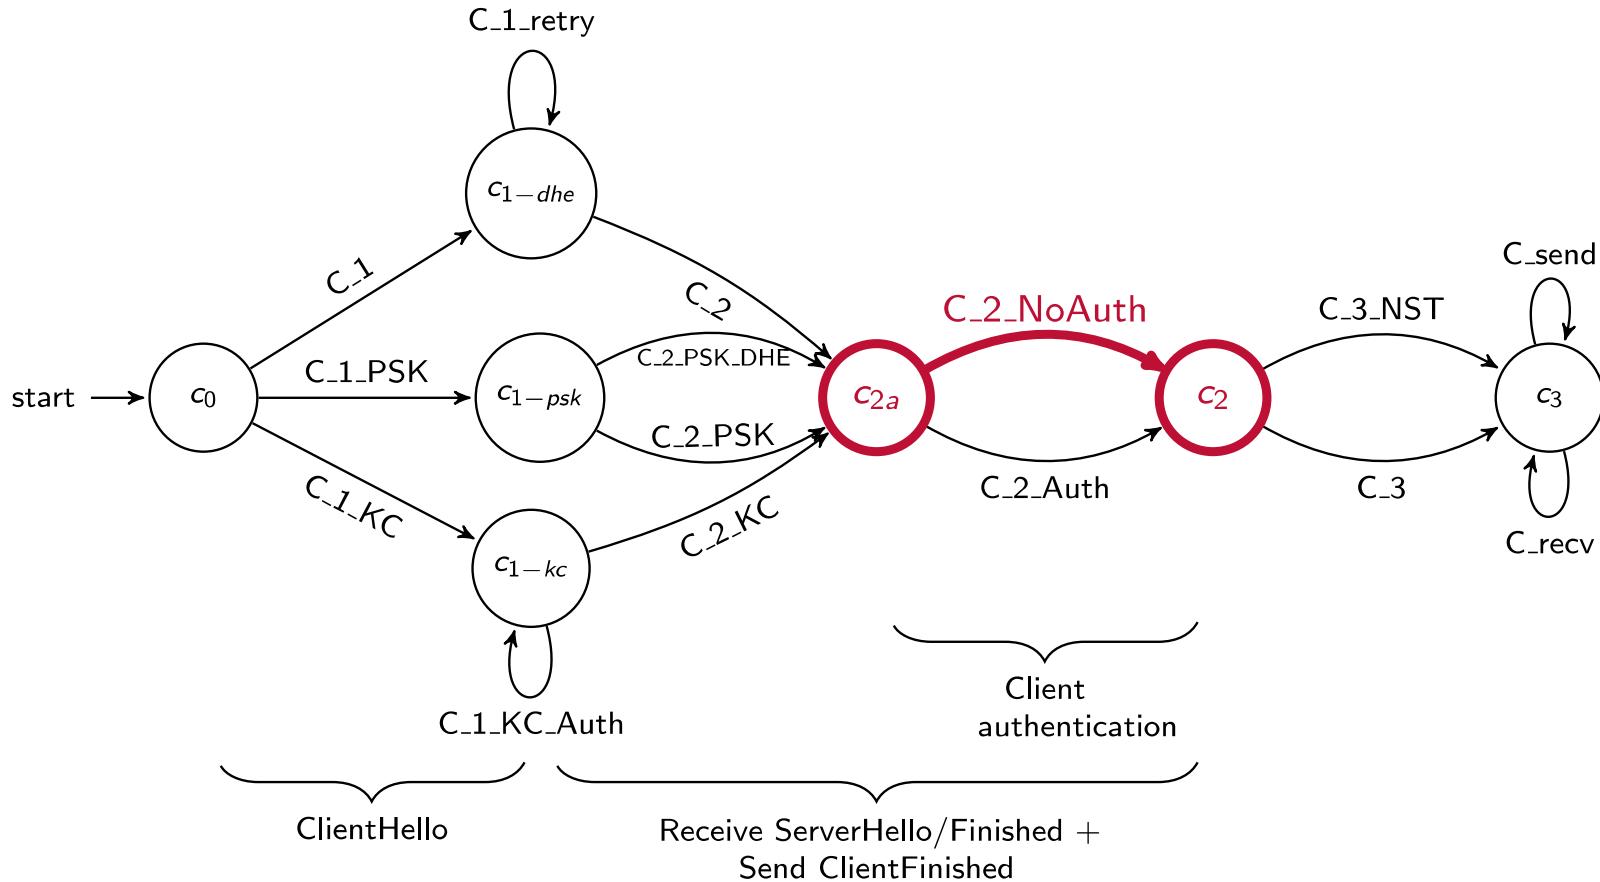 C_1_retry
c1−dhe
C_1
C_2
C_send
C_2_NoAuth
C_3_NST
C_2_PSK_DHE
C_1_PSK
start
c0
c1−psk
c2a
c2
c3
C_2_PSK
C_2_Auth
C_3
C_1_KC
C_2_KC
C_recv
c1−kc
C_1_KC_Auth
Client
authentication
ClientHello
Receive ServerHello/Finished +
Send ClientFinished